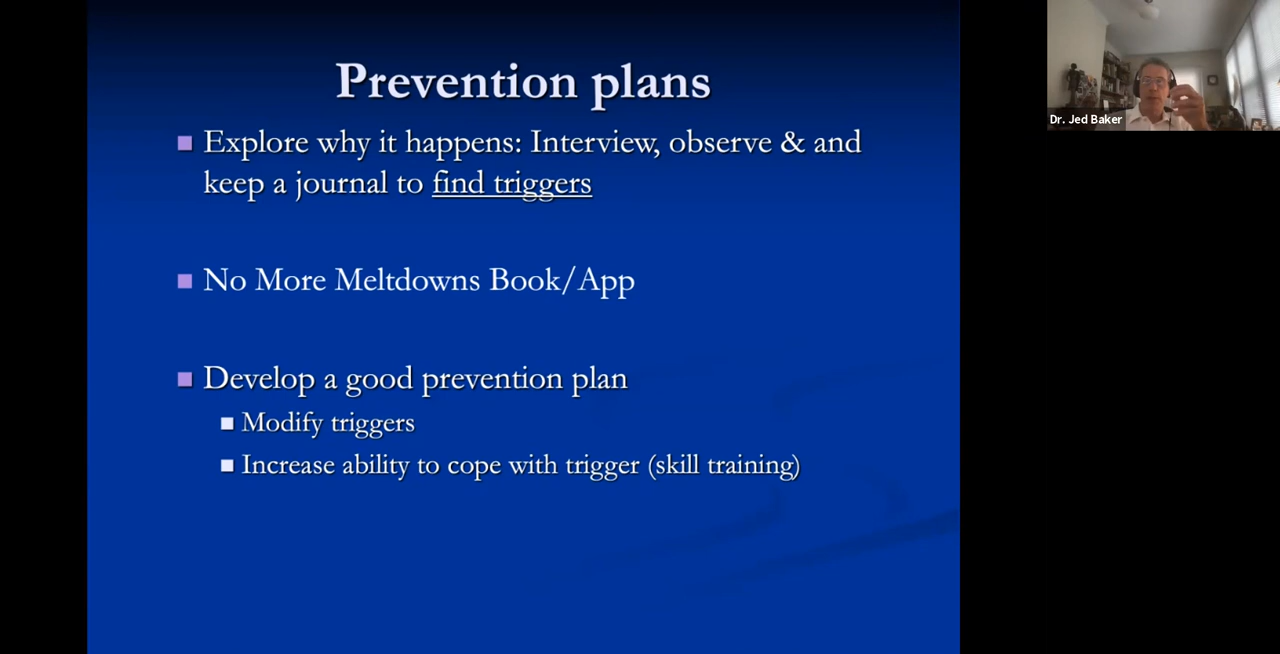 Prevention plans
Explore why it happens: Interview, observe & and
keep a journal to find triggers
No More Meltdowns Book/App
Develop a good prevention plan
Modify triggers
Increase ability to cope with trigger (skill training)
Dr. Jed Baker